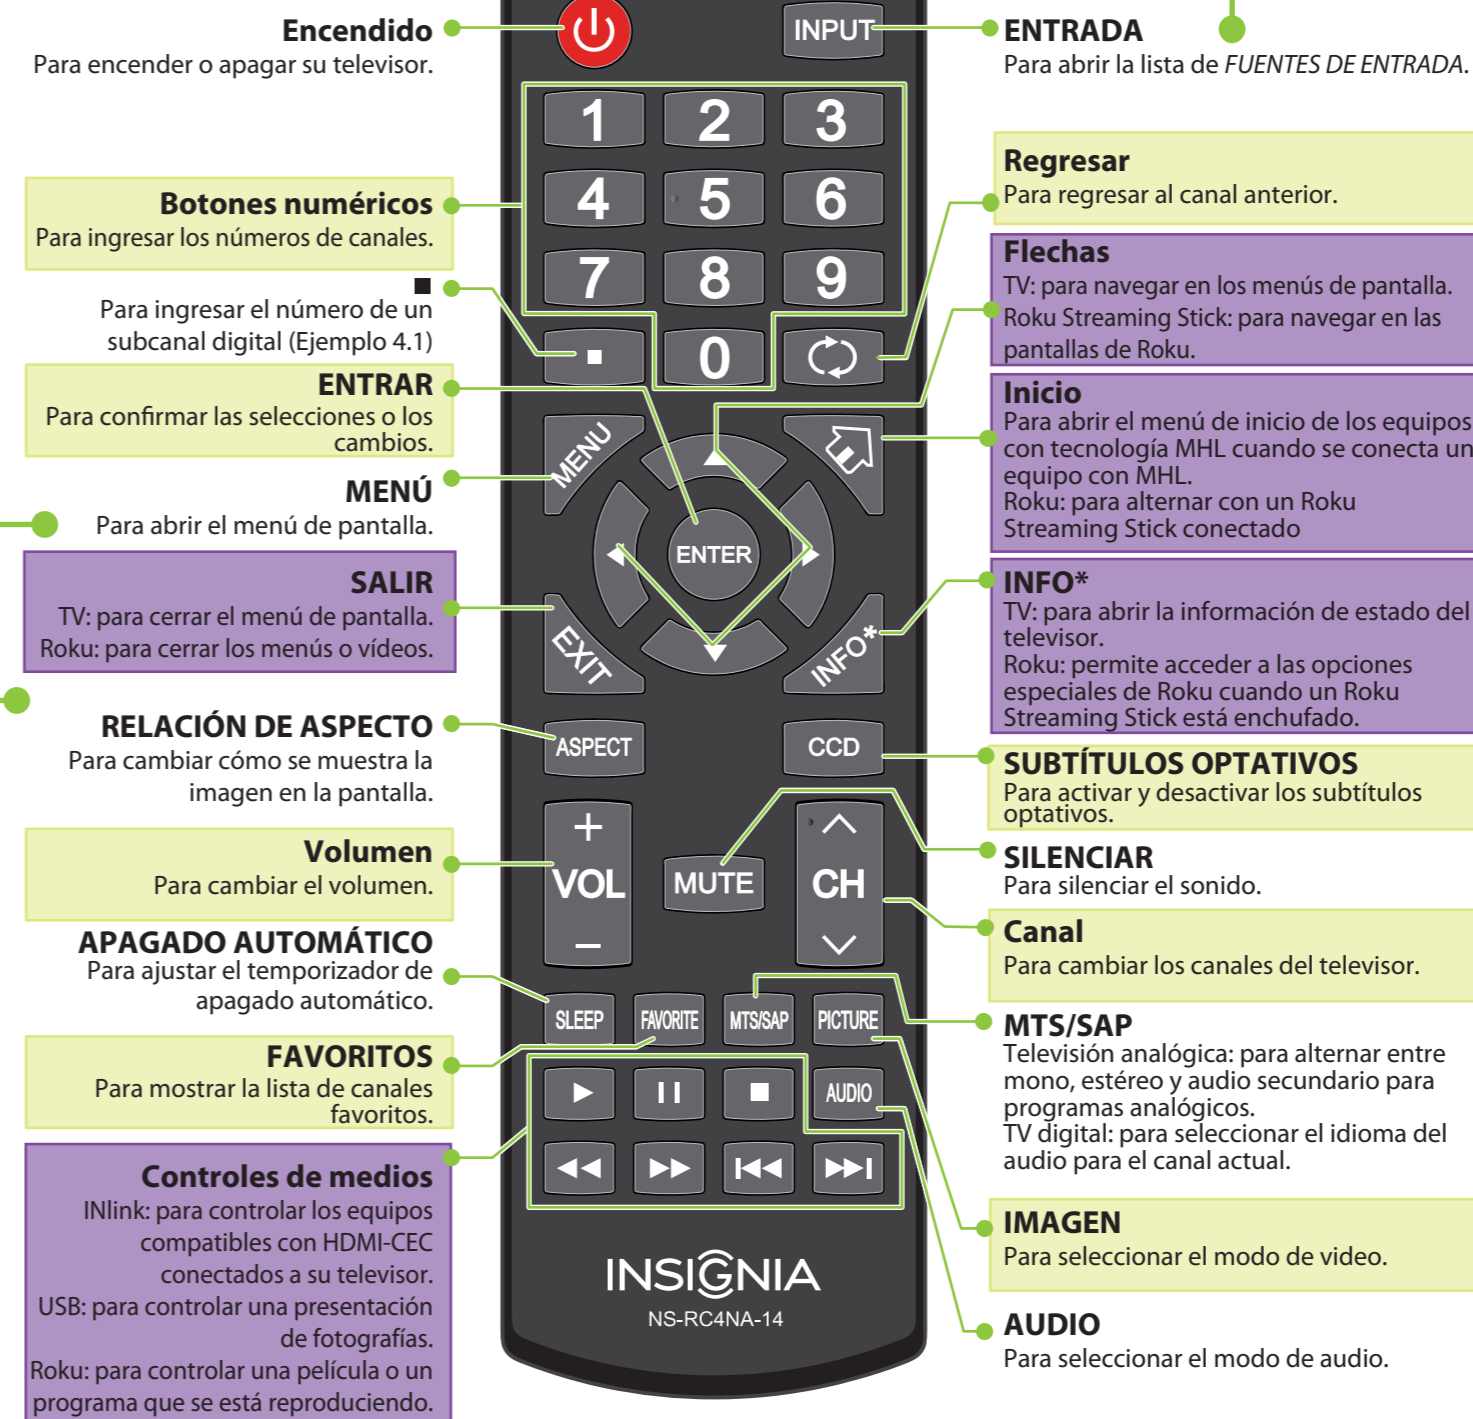 Encendido
Para encender o apagar su televisor.
Botones numéricos
Para ingresar los números de canales.
■
Para ingresar el número de un
subcanal digital (Ejemplo 4.1)
ENTRAR
Para confirmar las selecciones o los
cambios.
MENÚ
Para abrir el menú de pantalla.
SALIR
TV: para cerrar el menú de pantalla.
Roku: para cerrar los menús o vídeos.
RELACIÓN DE ASPECTO
Para cambiar cómo se muestra la
imagen en la pantalla.
Volumen
Para cambiar el volumen.
APAGADO AUTOMÁTICO
Para ajustar el temporizador de
apagado automático.
FAVORITOS
Para mostrar la lista de canales
favoritos.
Controles de medios
INlink: para controlar los equipos
compatibles con HDMI-CEC
conectados a su televisor.
USB: para controlar una presentación
de fotografías.
Roku: para controlar una película o un
programa que se está reproduciendo.
INPUT
1 2 3
4 5 6
7 8 9
0
MENU
ENTER
EXIT
INFO*
ASPECT
CCD
+
VOL
–
MUTE
CH
SLEEP
FAVORITE
MTS/SAP
PICTURE
AUDIO
INSIGNIA
NS-RC4NA-14
ENTRADA
Para abrir la lista de FUENTES DE ENTRADA.
Regresar
Para regresar al canal anterior.
Flechas
TV: para navegar en los menús de pantalla.
Roku Streaming Stick: para navegar en las
pantallas de Roku.
Inicio
Para abrir el menú de inicio de los equipos
con tecnología MHL cuando se conecta un
equipo con MHL.
Roku: para alternar con un Roku
Streaming Stick conectado
INFO*
TV: para abrir la información de estado del
televisor.
Roku: permite acceder a las opciones
especiales de Roku cuando un Roku
Streaming Stick está enchufado.
SUBTÍTULOS OPTATIVOS
Para activar y desactivar los subtítulos
optativos.
SILENCIAR
Para silenciar el sonido.
Canal
Para cambiar los canales del televisor.
MTS/SAP
Televisión analógica: para alternar entre
mono, estéreo y audio secundario para
programas analógicos.
TV digital: para seleccionar el idioma del
audio para el canal actual.
IMAGEN
Para seleccionar el modo de video.
AUDIO
Para seleccionar el modo de audio.